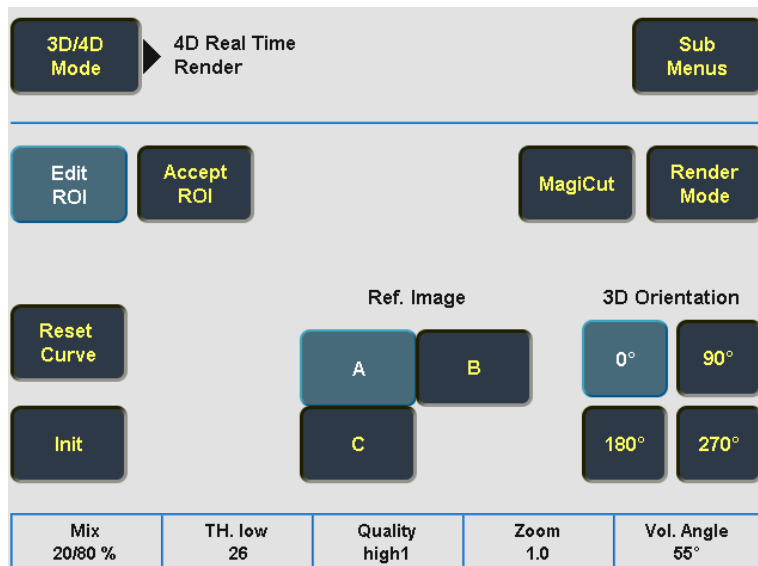 3D/4D
Mode
4D Real Time
Render
Sub
Menus
Edit
ROI
Accept
ROI
MagiCut
Render
Mode
Ref. Image
3D Orientation
Reset
Curve
A
B
0°
90°
Init
C
180°
270°
Mix
20/80 %
TH. low
26
Quality
high1
Zoom
1.0
Vol. Angle
55°